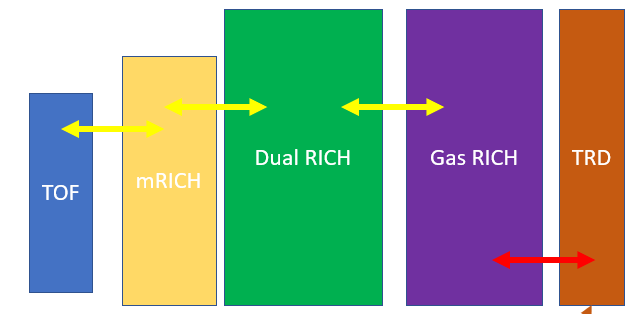 TOF
mRICH
Dual RICH
Gas RICH
TRD